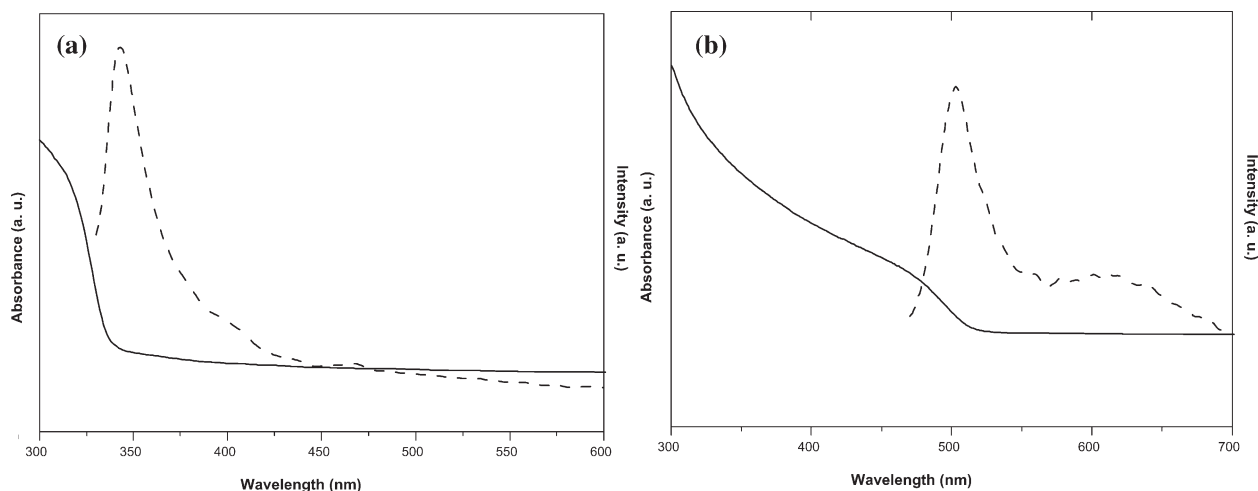 (a)
Absorbance (a. u.)
Intensity (a. u.)
300 350 400 450 500 550 600
Wavelength (nm)
(b)
Absorbance (a. u.)
Intensity (a. u.)
300 400 500 600 700
Wavelength (nm)